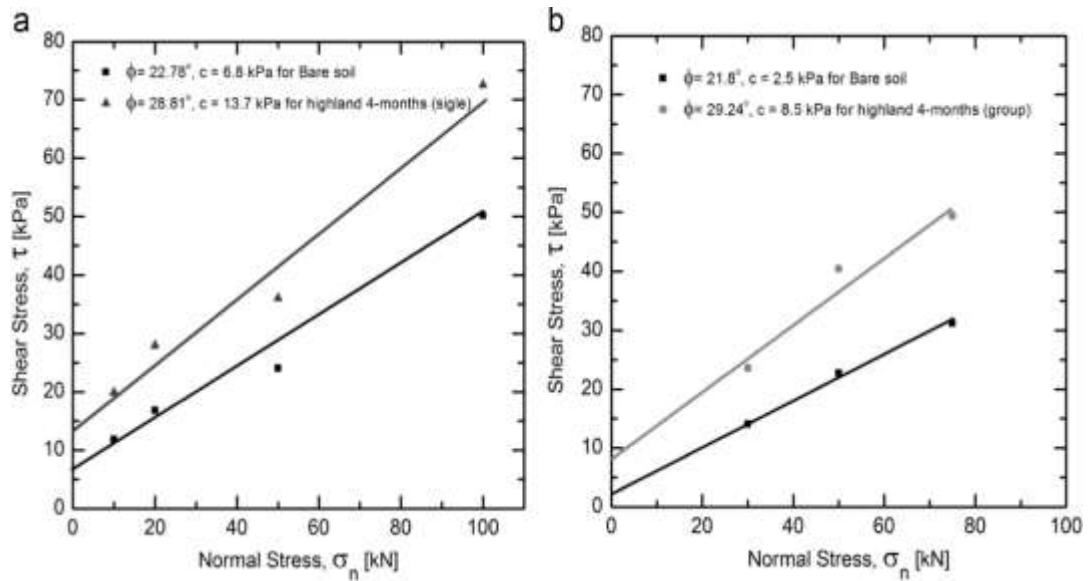 a
ϕ= 22.78°, c = 6.8 kPa for Bare soil
ϕ= 28.81°, c = 13.7 kPa for highland 4-months (sigle)
Shear Stress, τ [kPa]
80
70
60
50
40
30
20
10
0
0 20 40 60 80 100
Normal Stress, σn [kN]
b
ϕ= 21.8°, c = 2.5 kPa for Bare soil
ϕ= 29.24°, c = 8.5 kPa for highland 4-months (group)
Shear Stress, τ [kPa]
80
70
60
50
40
30
20
10
0
0 20 40 60 80 100
Normal Stress, σn [kN]